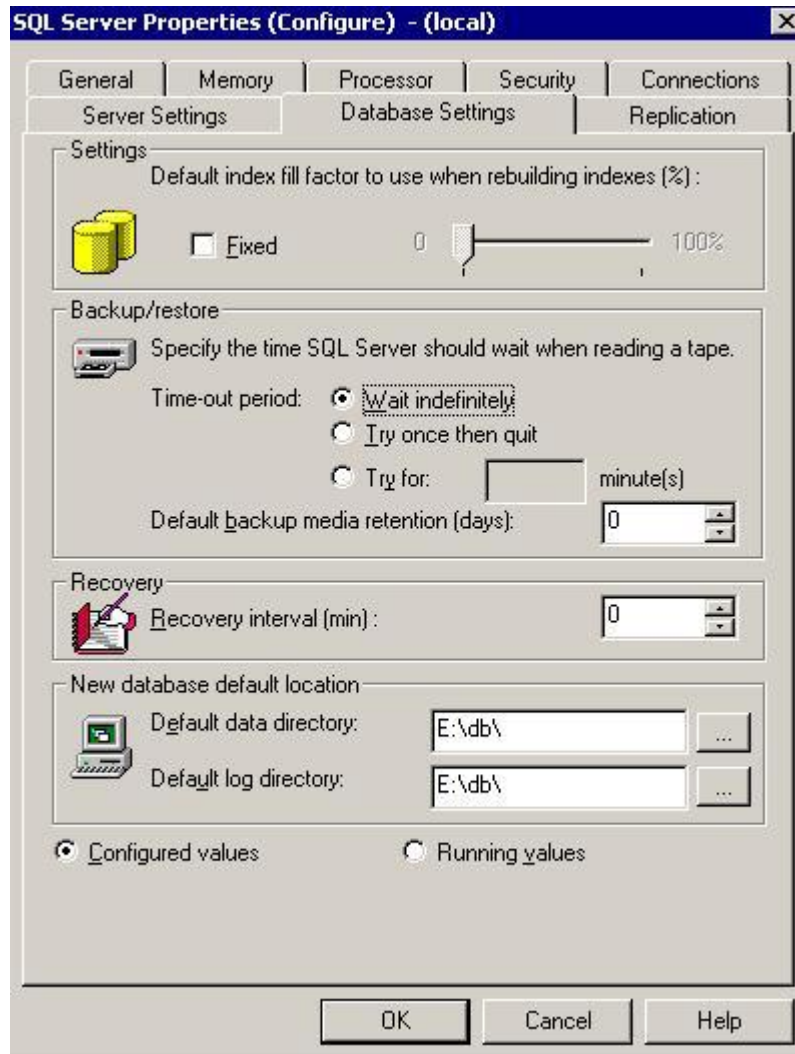 SQL Server Properties (Configure) - (local)
General Memory Processor Security Connections
Server Settings Database Settings Replication
Settings
Default index fill factor to use when rebuilding indexes (%) :
Fixed 0 100%
Backup/restore
Specify the time SQL Server should wait when reading a tape.
Time-out period: Wait indefinitely
Try once then quit
Try for: minute(s)
Default backup media retention (days): 0
Recovery
Recovery interval (min) : 0
New database default location
Default data directory: E:\db\ ...
Default log directory: E:\db\ ...
Configured values Running values
OK Cancel Help